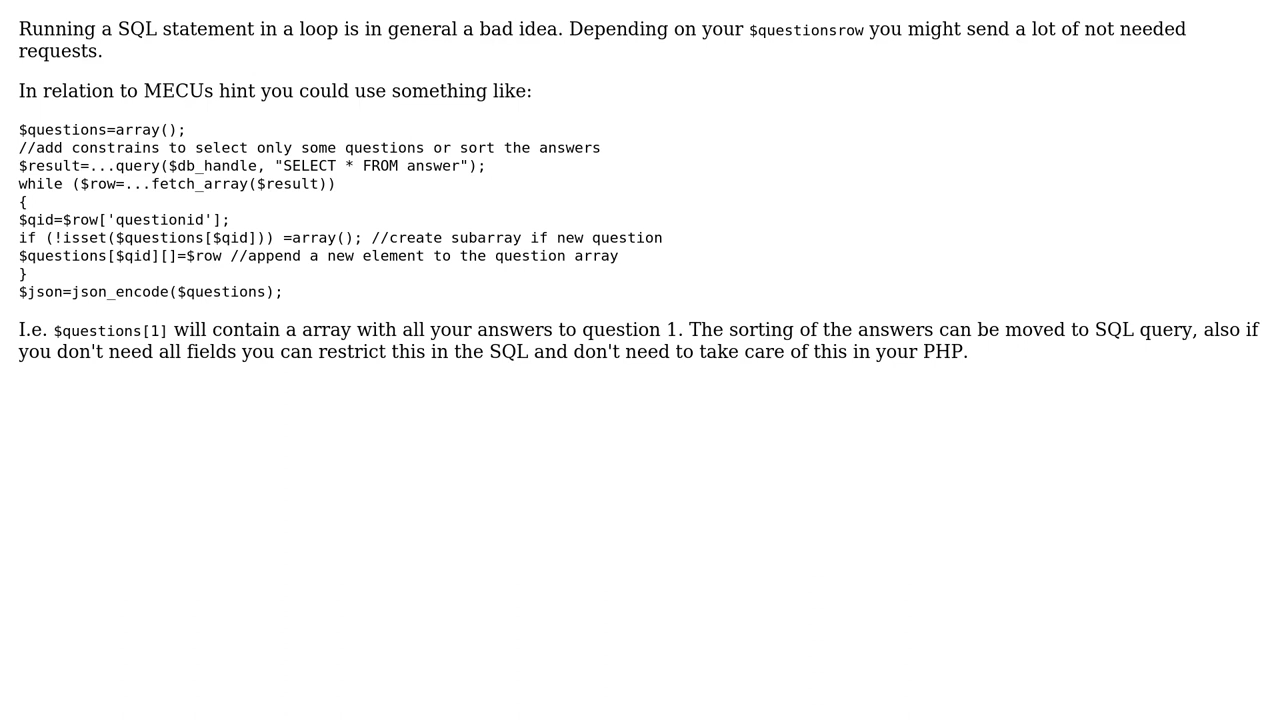 Running a SQL statement in a loop is in general a bad idea. Depending on your $questionsrow you might send a lot of not needed
requests.
In relation to MECUs hint you could use something like:
$questions=array();
//add constrains to select only some questions or sort the answers
$result=...query($db_handle, "SELECT * FROM answer");
while ($row=...fetch_array($result))
{
$qid=$row['questionid'];
if (!isset($questions[$qid])) =array(); //create subarray if new question
$questions[$qid][]=$row //append a new element to the question array
}
$json=json_encode($questions);
I.e. $questions[1] will contain a array with all your answers to question 1. The sorting of the answers can be moved to SQL query, also if
you don't need all fields you can restrict this in the SQL and don't need to take care of this in your PHP.